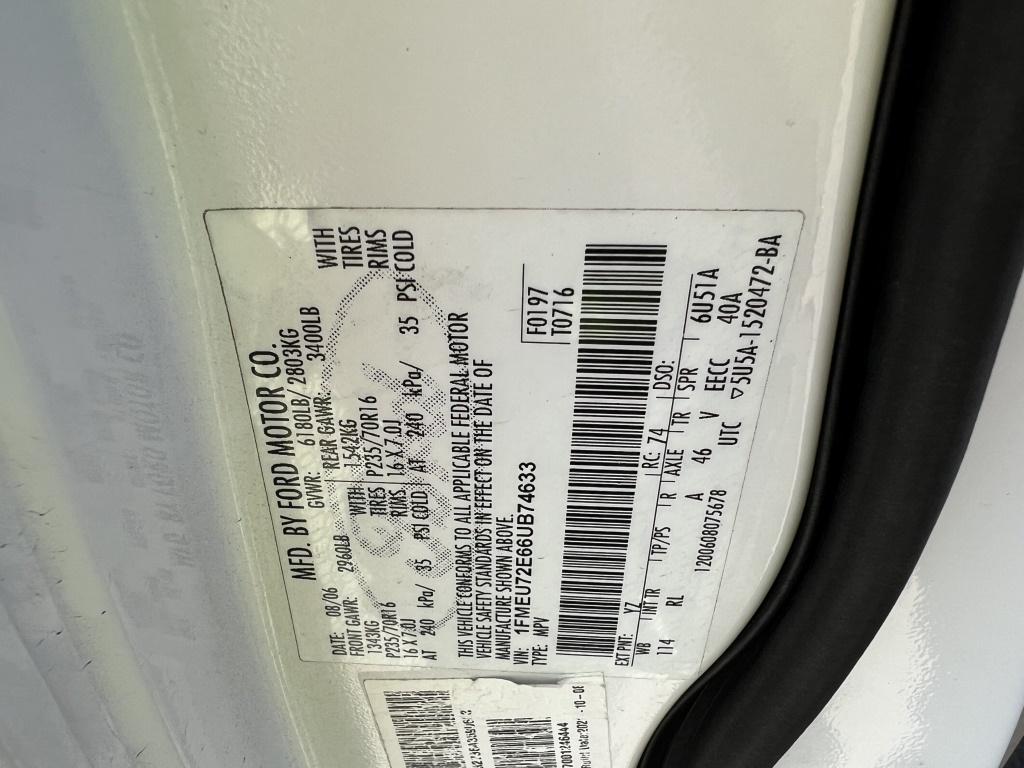 MFD. BY FORD MOTOR CO.
DATE: 08/06 GVWR: 6180LB/ 2803KG
FRONT GAWR: 2960LB REAR GAWR: 3400LB
1343KG WITH 1542KG WITH
P235/70R16 TIRES P235/70R16 TIRES
16 X 7.0J RIMS 16 X 7.0J RIMS
AT 240 kPa/ 35 PSI COLD AT 240 kPa/ 35 PSI COLD
THIS VEHICLE CONFORMS TO ALL APPLICABLE FEDERAL MOTOR
VEHICLE SAFETY STANDARDS IN EFFECT ON THE DATE OF
MANUFACTURE SHOWN ABOVE.
VIN: 1FMEU72E66UB74633 F0197
TYPE: MPV T0716
EXT PNT: YZ RC: 74 DSO:
WB INT TR TP/PS R AXLE TR SPR 6U51A
114 RL A 46 V EECC 40A
UTC ▽5U5A-1520472-BA
1200608075678